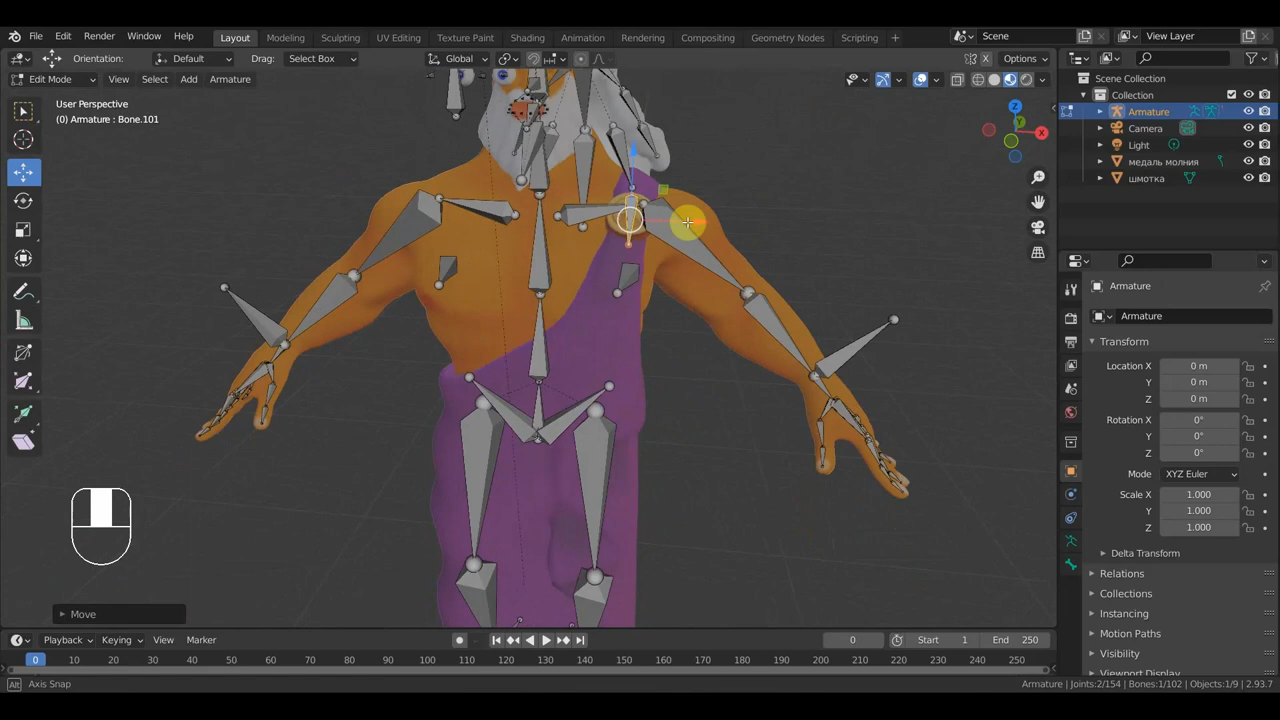 File Edit Render Window Help Layout Modeling Sculpting UV Editing Texture Paint Shading Animation Rendering Compositing Geometry Nodes Scripting + Scene View Layer
Orientation: Default Drag: Select Box Global Options
Edit Mode View Select Add Armature
User Perspective
(0) Armature : Bone.101
Z
Y
X
Scene Collection
Collection
Armature
Camera
Light
медаль молния
шмотка
Armature
Armature
Transform
Location X 0 m
Y 0 m
Z 0 m
Rotation X 0°
Y 0°
Z 0°
Mode XYZ Euler
Scale X 1.000
Y 1.000
Z 1.000
Delta Transform
Relations
Collections
Instancing
Motion Paths
Visibility
Viewport Display
Move
Playback Keying View Marker 0 Start 1 End 250
0 10 20 30 40 50 60 70 80 90 100 110 120 130 140 150 160 170 180 190 200 210 220 230 240 250
Alt Axis Snap Armature | Joints:2/154 | Bones:1/102 | Objects:1/9 | 2.93.7